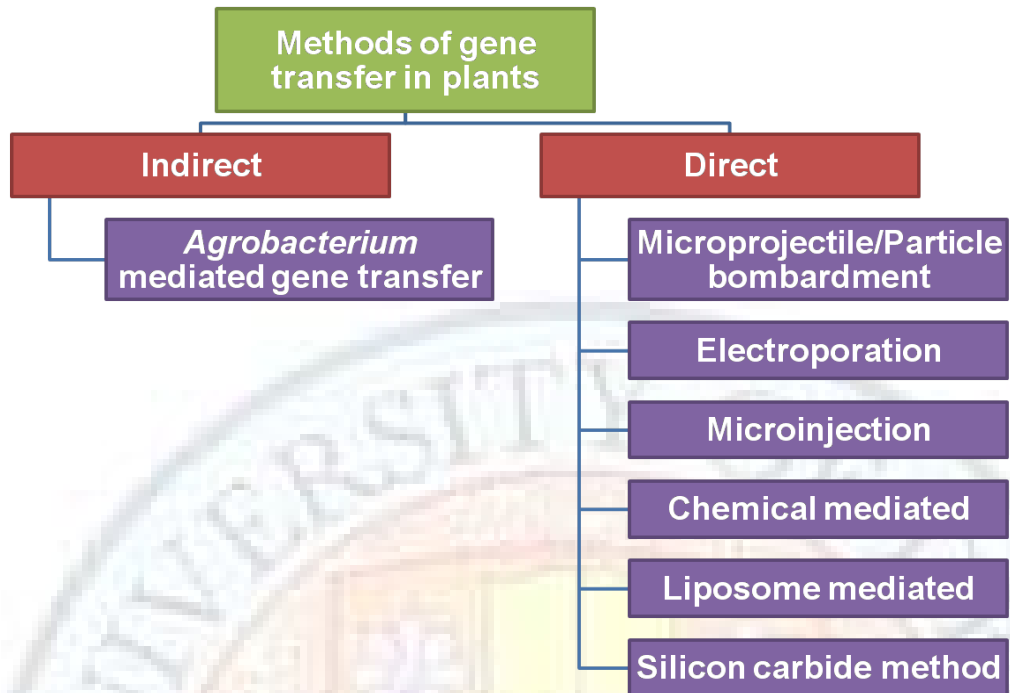 Methods of gene
transfer in plants
Indirect
Direct
Agrobacterium
mediated gene transfer
Microprojectile/Particle
bombardment
Electroporation
Microinjection
Chemical mediated
Liposome mediated
Silicon carbide method
UNIVERSITY